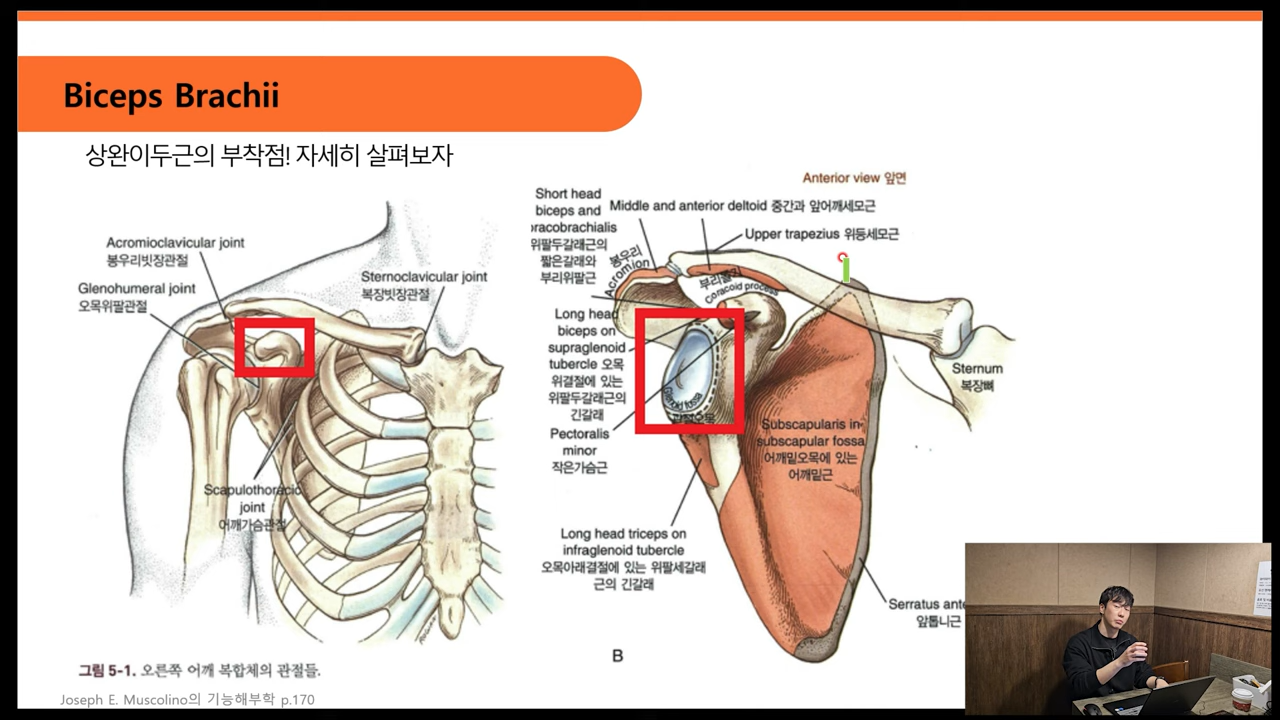 Biceps Brachii
상완이두근의 부착점! 자세히 살펴보자
Acromioclavicular joint
봉우리빗장관절
Glenohumeral joint
오목위팔관절
Sternoclavicular joint
복장빗장관절
Scapulothoracic
joint
어깨가슴관절
그림 5-1. 오른쪽 어깨 복합체의 관절들.
Joseph E. Muscolino의 기능해부학 p.170
Anterior view 앞면
Short head
biceps and
oracobrachialis
위팔두갈래근의
짧은갈래와
부리위팔근
Middle and anterior deltoid 중간과 앞어깨세모근
Upper trapezius 위등세모근
봉우리
Acromion
Coracoid process
Long head
biceps on
supraglenoid
tubercle 오목
위결절에 있는
위팔두갈래근의
긴갈래
Glenoid fossa
Pectoralis
minor
작은가슴근
Sternum
복장뼈
Subscapularis in
subscapular fossa
어깨밑오목에 있는
어깨밑근
Long head triceps on
infraglenoid tubercle
오목아래결절에 있는 위팔세갈래
근의 긴갈래
Serratus ante
앞톱니근
B